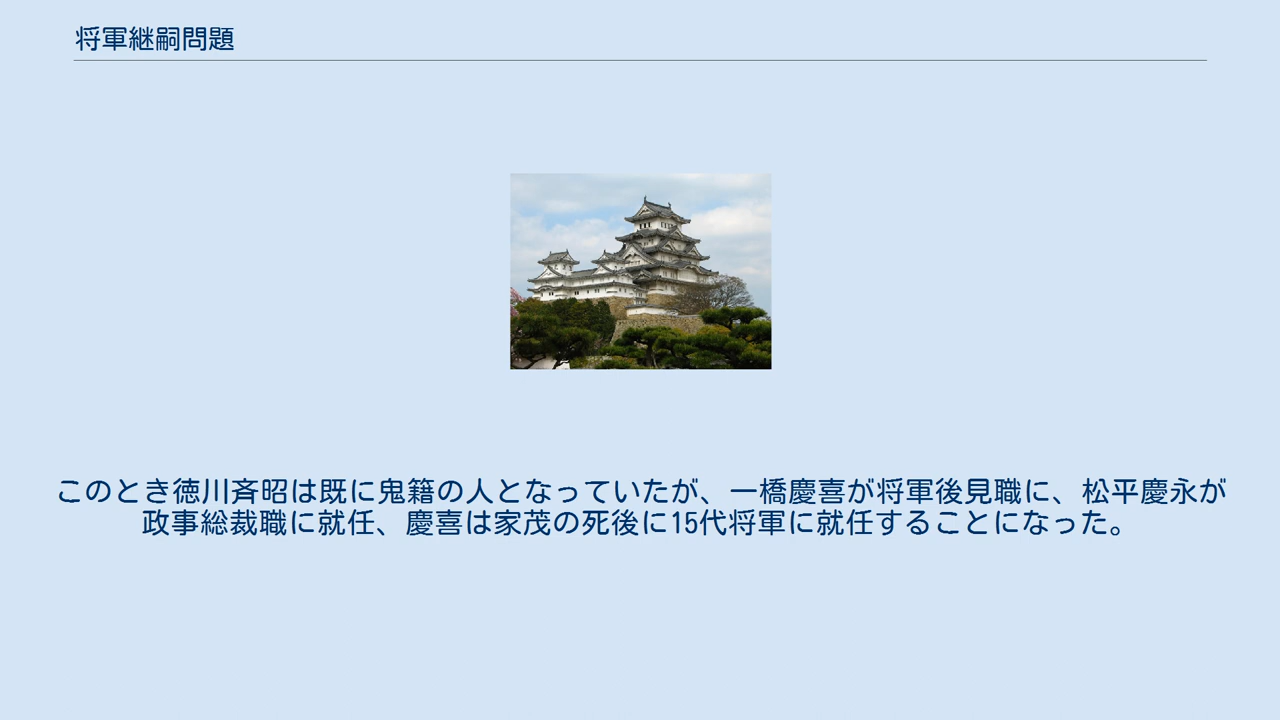 将軍継嗣問題
このとき徳川斉昭は既に鬼籍の人となっていたが、一橋慶喜が将軍後見職に、松平慶永が
政事総裁職に就任、慶喜は家茂の死後に15代将軍に就任することになった。